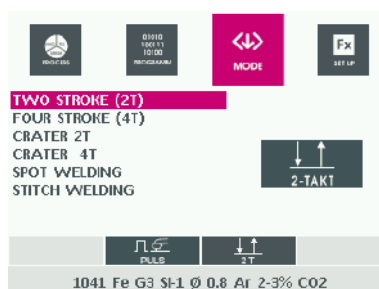 PROCESS
01010
100111
10100
PROGRAMM
MODE
Fx
SET UP
TWO STROKE (2T)
FOUR STROKE (4T)
CRATER 2T
CRATER 4T
SPOT WELDING
STITCH WELDING
2-TAKT
PULS
2T
1041 Fe G3 SI-1 Ø 0.8 Ar 2-3% CO2